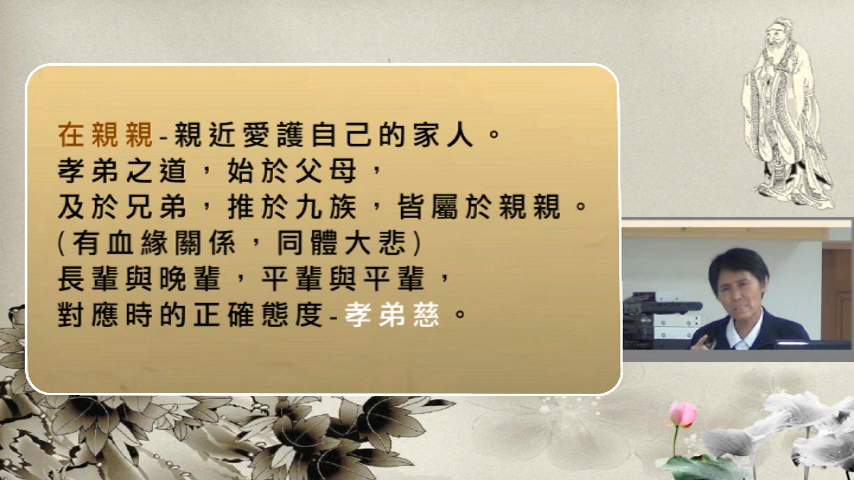 在親親-親近愛護自己的家人。
孝弟之道，始於父母，
及於兄弟，推於九族，皆屬於親親。
(有血緣關係，同體大悲)
長輩與晚輩，平輩與平輩，
對應時的正確態度-孝弟慈。